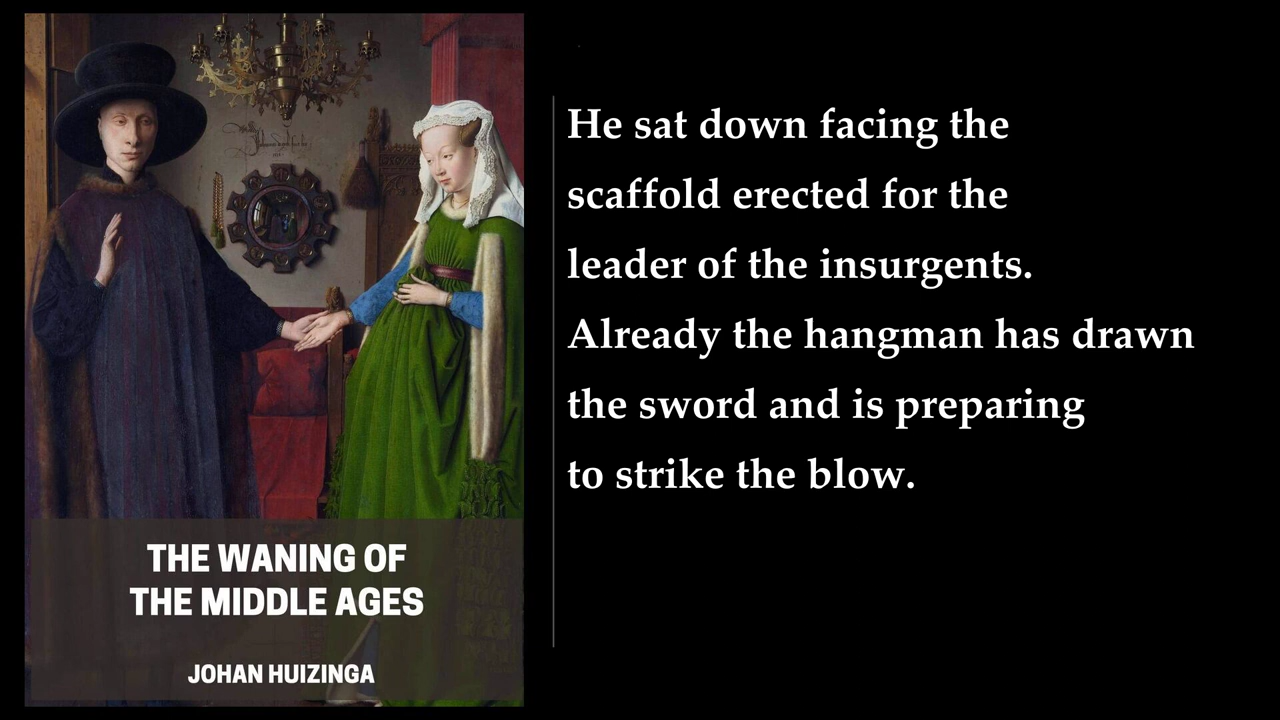 THE WANING OF
THE MIDDLE AGES
JOHAN HUIZINGA
He sat down facing the
scaffold erected for the
leader of the insurgents.
Already the hangman has drawn
the sword and is preparing
to strike the blow.